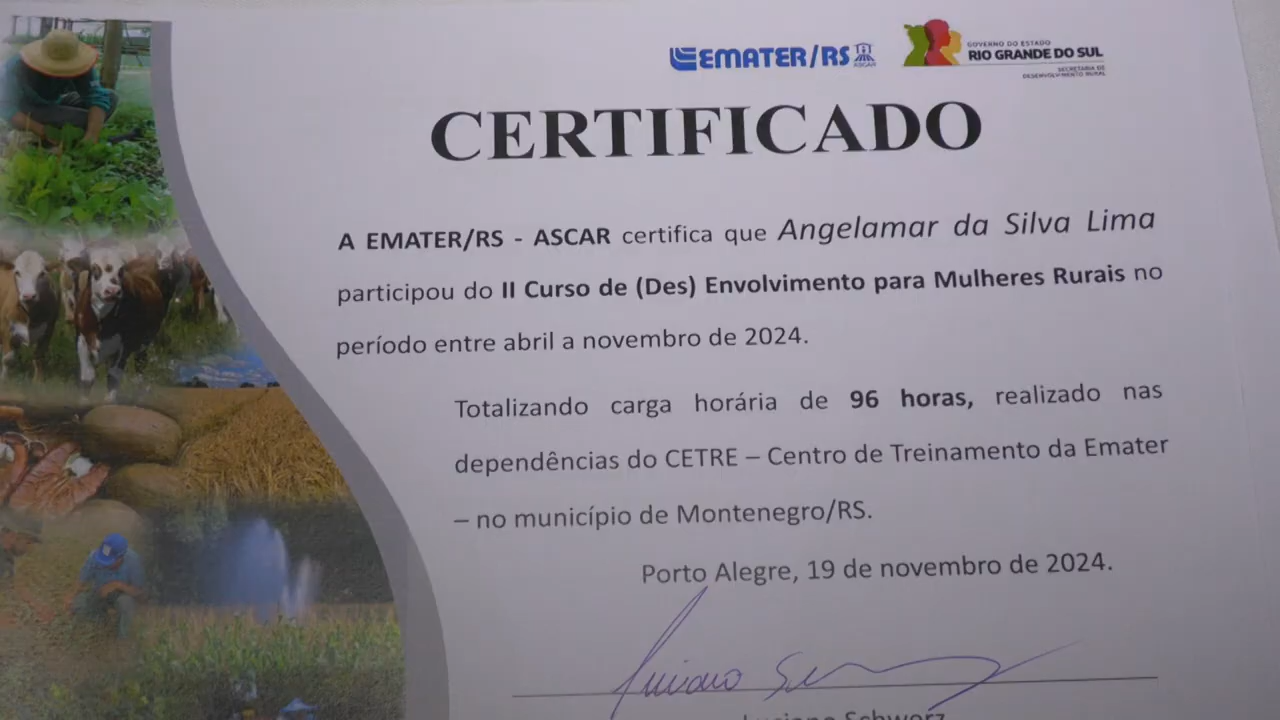 EMATER/RS
ASCAR
GOVERNO DO ESTADO
RIO GRANDE DO SUL
SECRETARIA DE
DESENVOLVIMENTO RURAL
CERTIFICADO
A EMATER/RS - ASCAR certifica que Angelamar da Silva Lima
participou do II Curso de (Des) Envolvimento para Mulheres Rurais no
período entre abril a novembro de 2024.
Totalizando carga horária de 96 horas, realizado nas
dependências do CETRE – Centro de Treinamento da Emater
– no município de Montenegro/RS.
Porto Alegre, 19 de novembro de 2024.
Luciano Schwerz